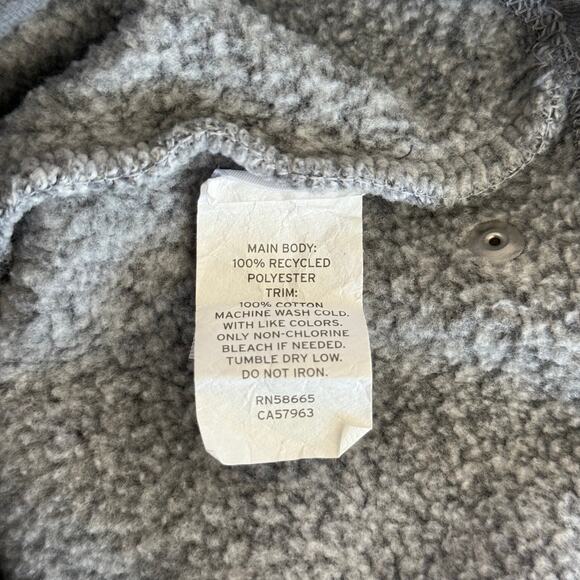 MAIN BODY:
100% RECYCLED
POLYESTER
TRIM:
100% COTTON
MACHINE WASH COLD.
WITH LIKE COLORS.
ONLY NON-CHLORINE
BLEACH IF NEEDED.
TUMBLE DRY LOW.
DO NOT IRON.
RN58665
CA57963